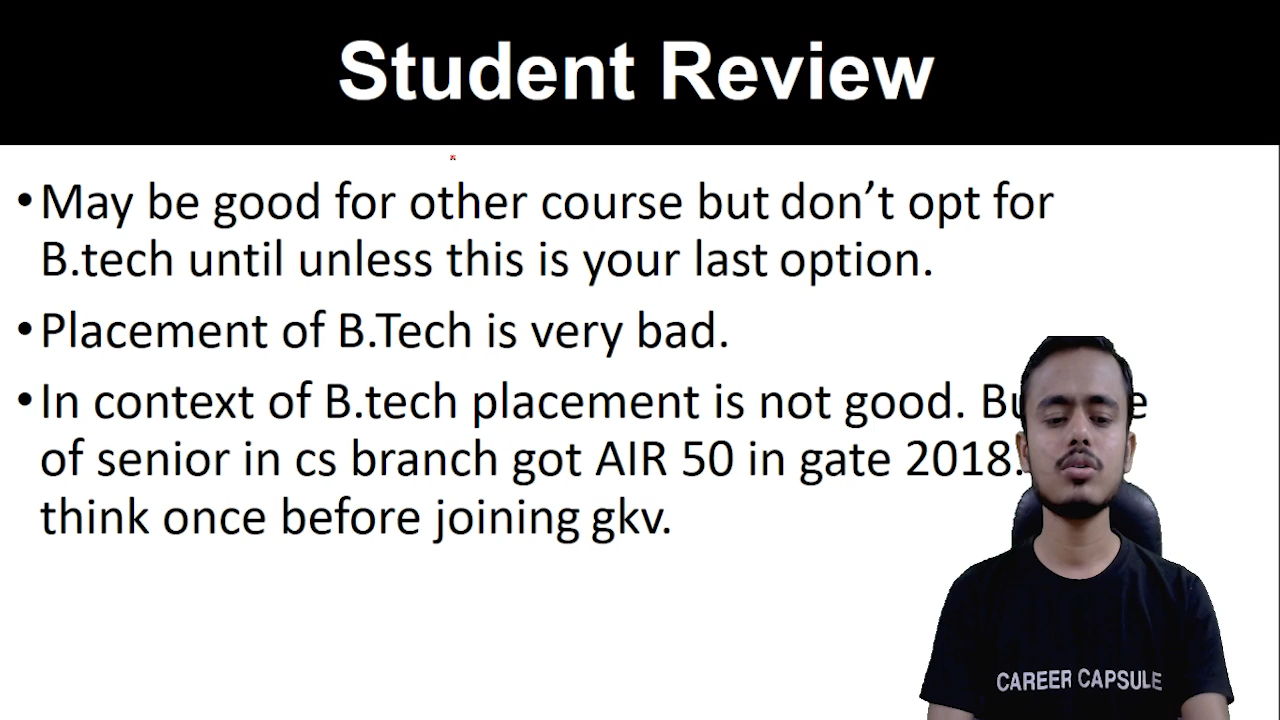 Student Review
• May be good for other course but don’t opt for
B.tech until unless this is your last option.
• Placement of B.Tech is very bad.
• In context of B.tech placement is not good.
of senior in cs branch got AIR 50 in gate 2018.
think once before joining gkv.
CAREER CAPSULE